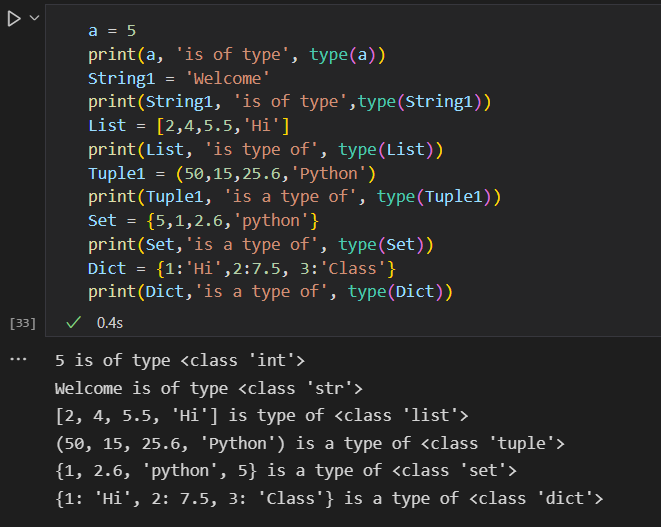 a = 5
print(a, 'is of type', type(a))
String1 = 'Welcome'
print(String1, 'is of type',type(String1))
List = [2,4,5.5,'Hi']
print(List, 'is type of', type(List))
Tuple1 = (50,15,25.6,'Python')
print(Tuple1, 'is a type of', type(Tuple1))
Set = {5,1,2.6,'python'}
print(Set,'is a type of', type(Set))
Dict = {1:'Hi',2:7.5, 3:'Class'}
print(Dict,'is a type of', type(Dict))
[33] 0.4s
5 is of type <class 'int'>
Welcome is of type <class 'str'>
[2, 4, 5.5, 'Hi'] is type of <class 'list'>
(50, 15, 25.6, 'Python') is a type of <class 'tuple'>
{1, 2.6, 'python', 5} is a type of <class 'set'>
{1: 'Hi', 2: 7.5, 3: 'Class'} is a type of <class 'dict'>